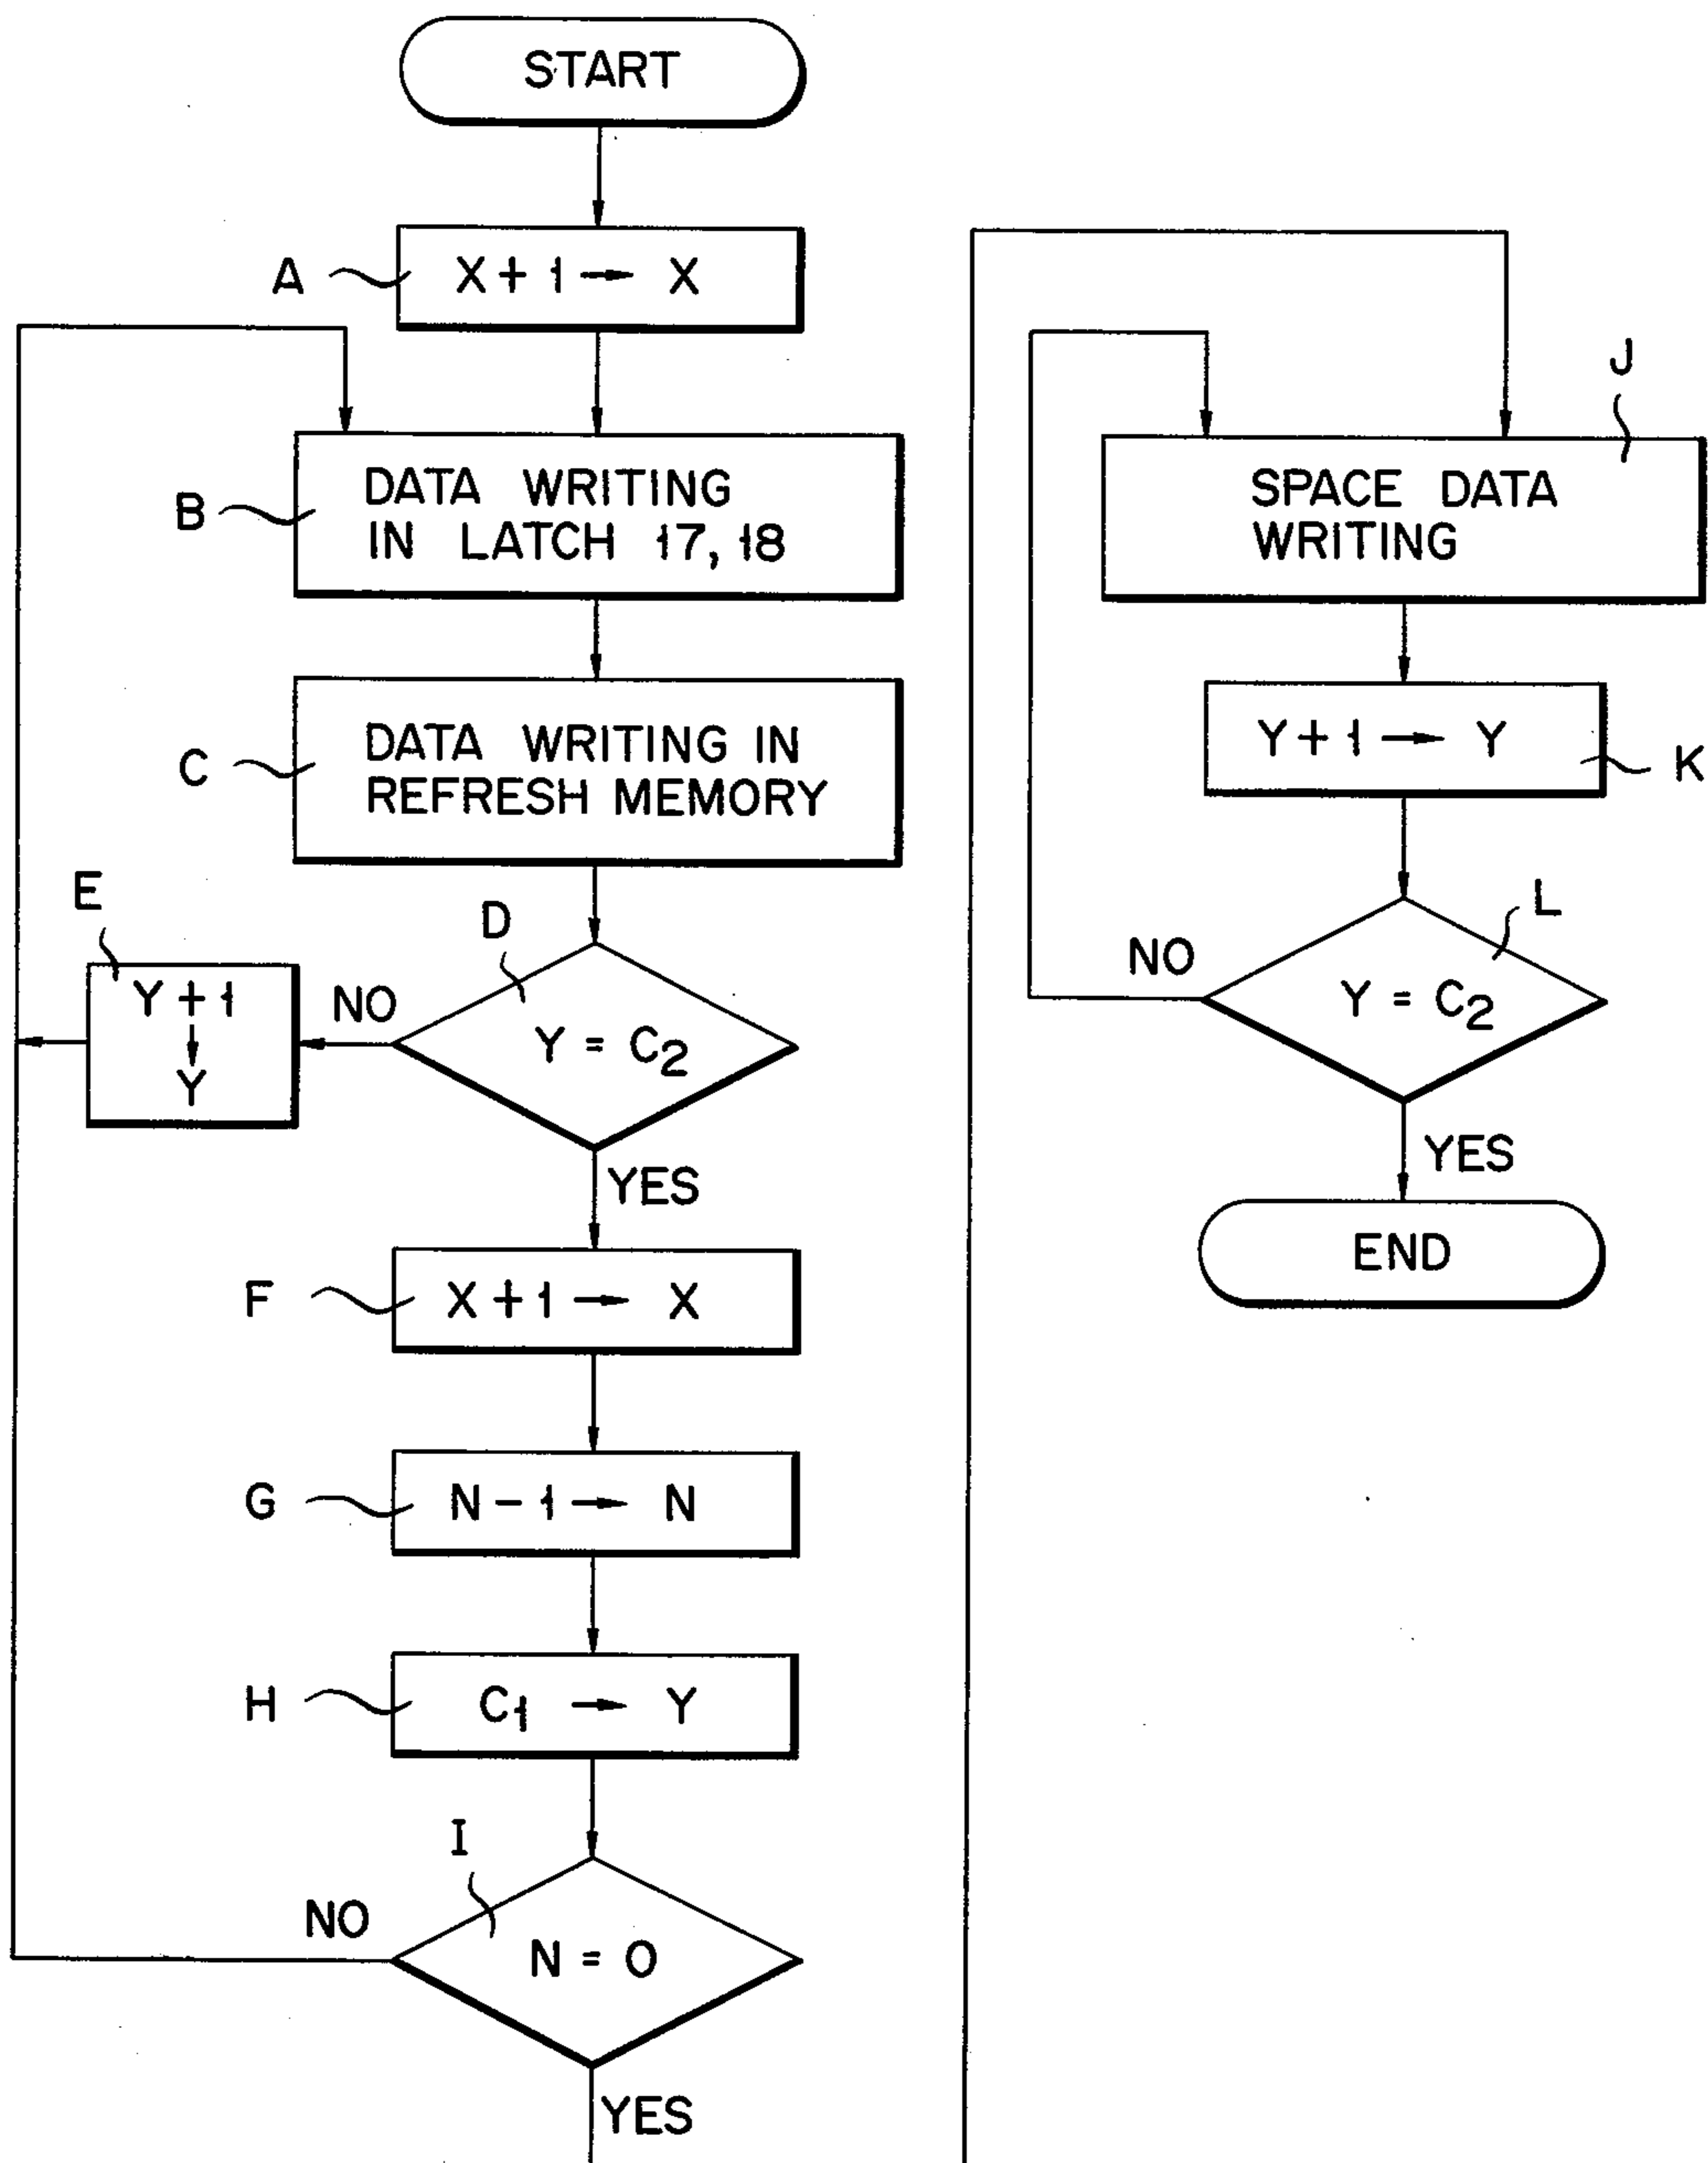 START
A
X + 1 → X
B
DATA WRITING
IN LATCH 17, 18
C
DATA WRITING IN
REFRESH MEMORY
E
D
Y + 1
↓
Y
NO
Y = C2
YES
F
X + 1 → X
G
N - 1 → N
H
C1 → Y
I
NO
N = 0
YES
J
SPACE DATA
WRITING
Y + 1 → Y
K
L
NO
Y = C2
YES
END